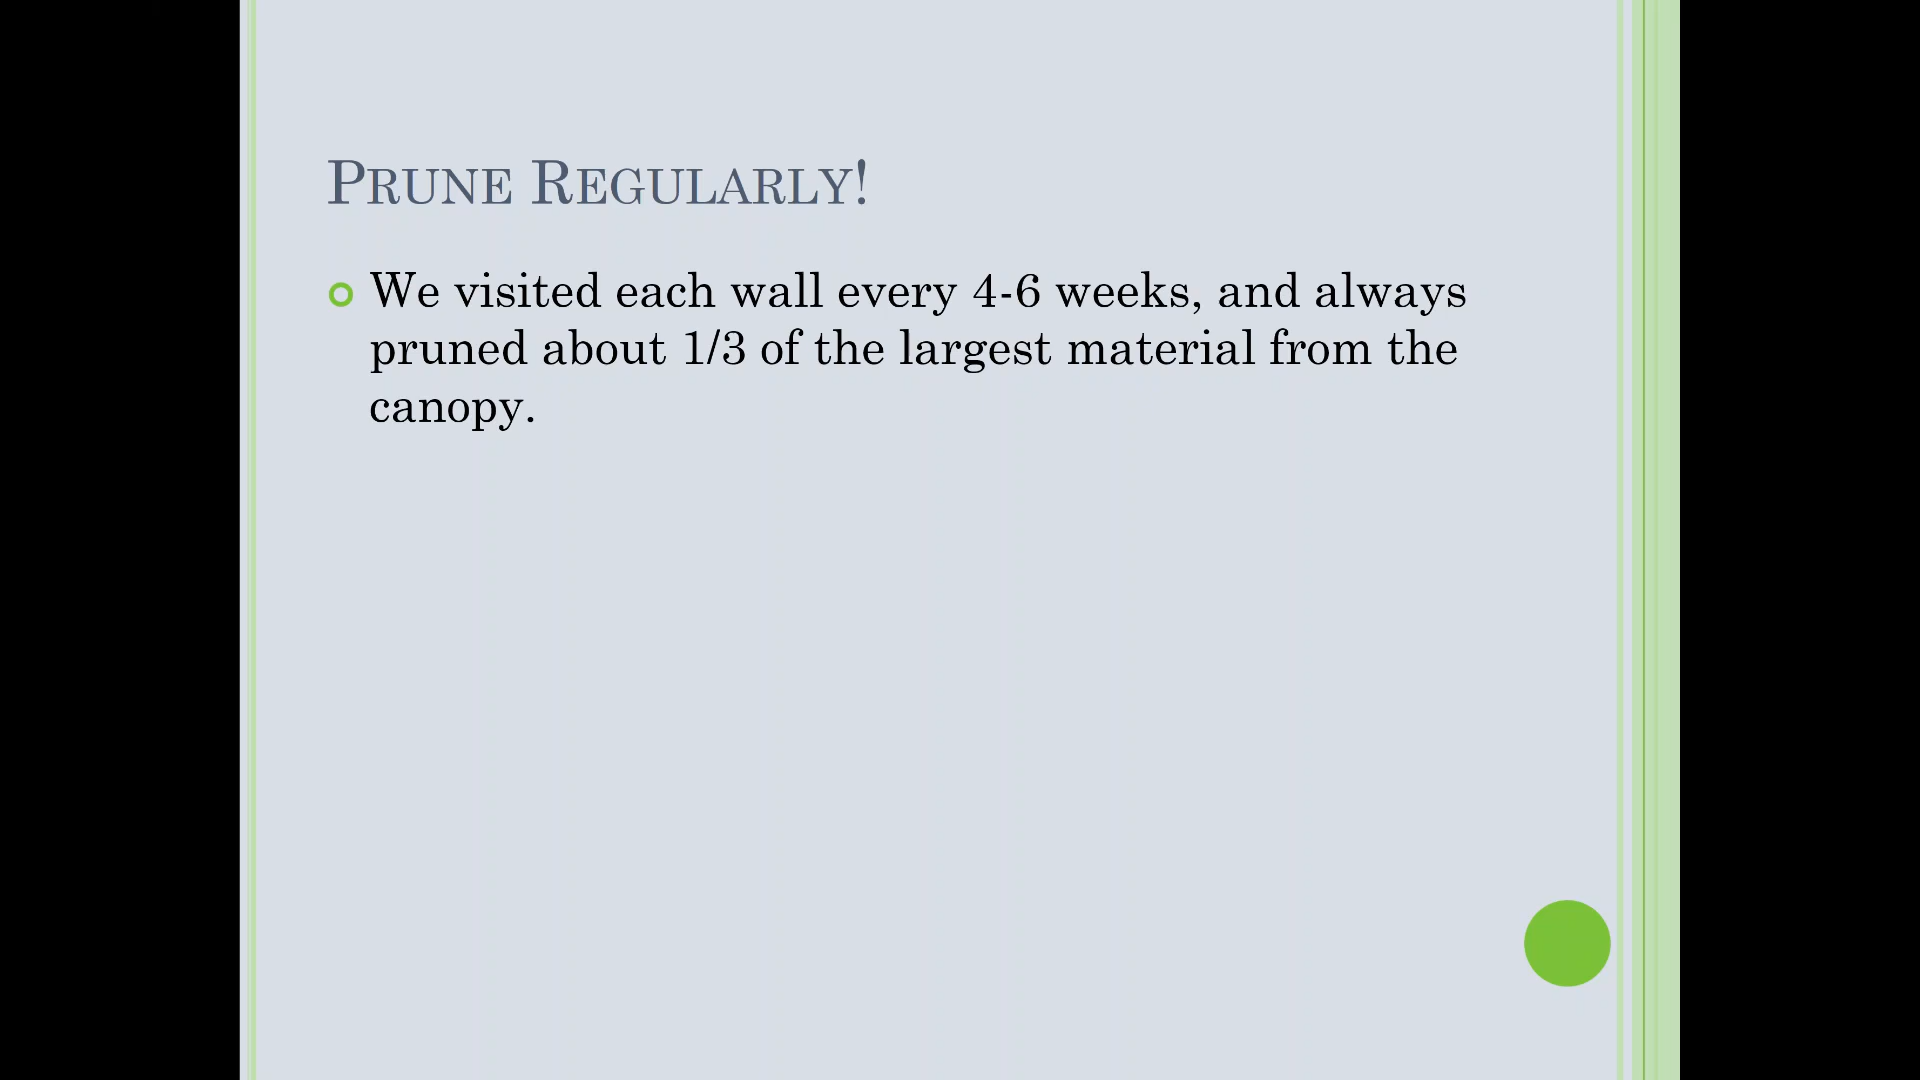 Prune Regularly!
We visited each wall every 4-6 weeks, and always
pruned about 1/3 of the largest material from the
canopy.